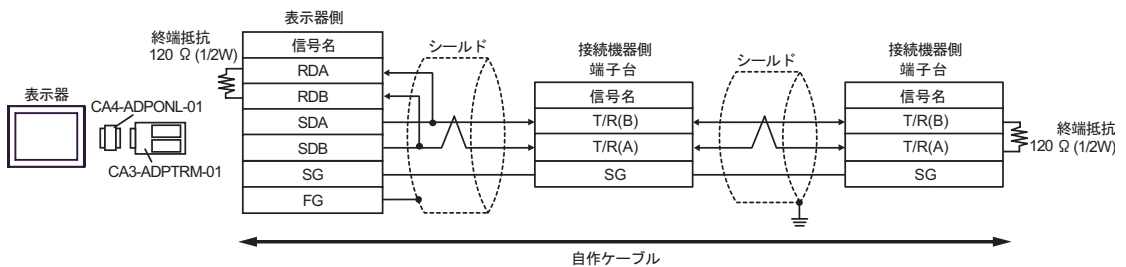 表示器
CA4-ADPONL-01
CA3-ADPTRM-01
終端抵抗
120 Ω (1/2W)
表示器側
信号名
RDA
RDB
SDA
SDB
SG
FG
シールド
接続機器側
端子台
信号名
T/R(B)
T/R(A)
SG
シールド
接続機器側
端子台
信号名
T/R(B)
T/R(A)
SG
終端抵抗
120 Ω (1/2W)
自作ケーブル